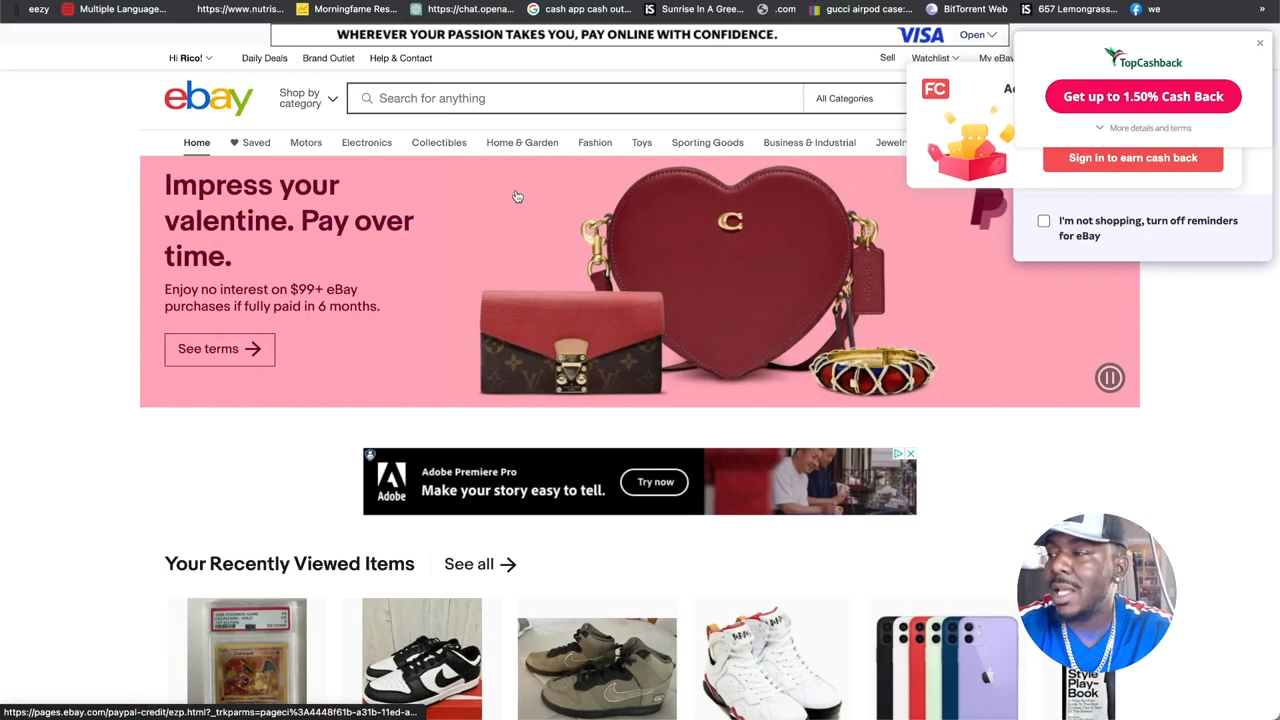 eezy
Multiple Language...
https://www.nutris...
Morningfame Res...
https://chat.opena...
cash app cash out...
Sunrise In A Gree...
.com
gucci airpod case...
BitTorrent Web
657 Lemongrass...
we
»
WHEREVER YOUR PASSION TAKES YOU, PAY ONLINE WITH CONFIDENCE. VISA Open
Hi Rico! Daily Deals Brand Outlet Help & Contact Sell Watchlist My eBay
TopCashback
Get up to 1.50% Cash Back
More details and terms
FC
Sign in to earn cash back
I'm not shopping, turn off reminders
for eBay
ebay
Shop by
category
Search for anything
All Categories
Home Saved Motors Electronics Collectibles Home & Garden Fashion Toys Sporting Goods Business & Industrial Jewelr
Impress your
valentine. Pay over
time.
Enjoy no interest on $99+ eBay
purchases if fully paid in 6 months.
See terms
Adobe
Adobe Premiere Pro
Make your story easy to tell.
Try now
Your Recently Viewed Items See all
Style
Play-
Book
https://pages.ebay.com/paypal-credit/ezp.html?_trkparms=pageci%3A4448f61b-a31b-11ed-a...